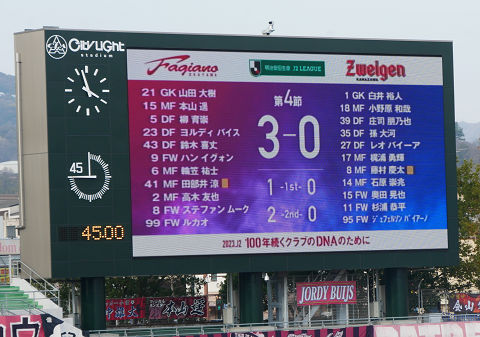 City Light
stadium
Fagiano
OKAYAMA
明治安田生命 J2 LEAGUE
Zweigen
KANAZAWA
第4節
3-0
1 -1st- 0
2 -2nd- 0
21 GK 山田 大樹
15 MF 本山 遥
5 DF 柳 育崇
23 DF ヨルディ バイス
43 DF 鈴木 喜丈
9 FW ハン イグォン
6 MF 輪笠 祐士
41 MF 田部井 涼
2 MF 高木 友也
8 FW ステファン ムーク
99 FW ルカオ
1 GK 白井 裕人
18 MF 小野原 和哉
39 DF 庄司 朋乃也
35 DF 孫 大河
27 DF レオ バイーア
17 MF 梶浦 勇輝
8 MF 藤村 慶太
14 MF 石原 崇兆
15 FW 奥田 晃也
11 FW 杉浦 恭平
95 FW ジェフェルソン バイアーノ
2023.12 100年続くクラブのDNAのために
45
45:00
JORDY BUIJS